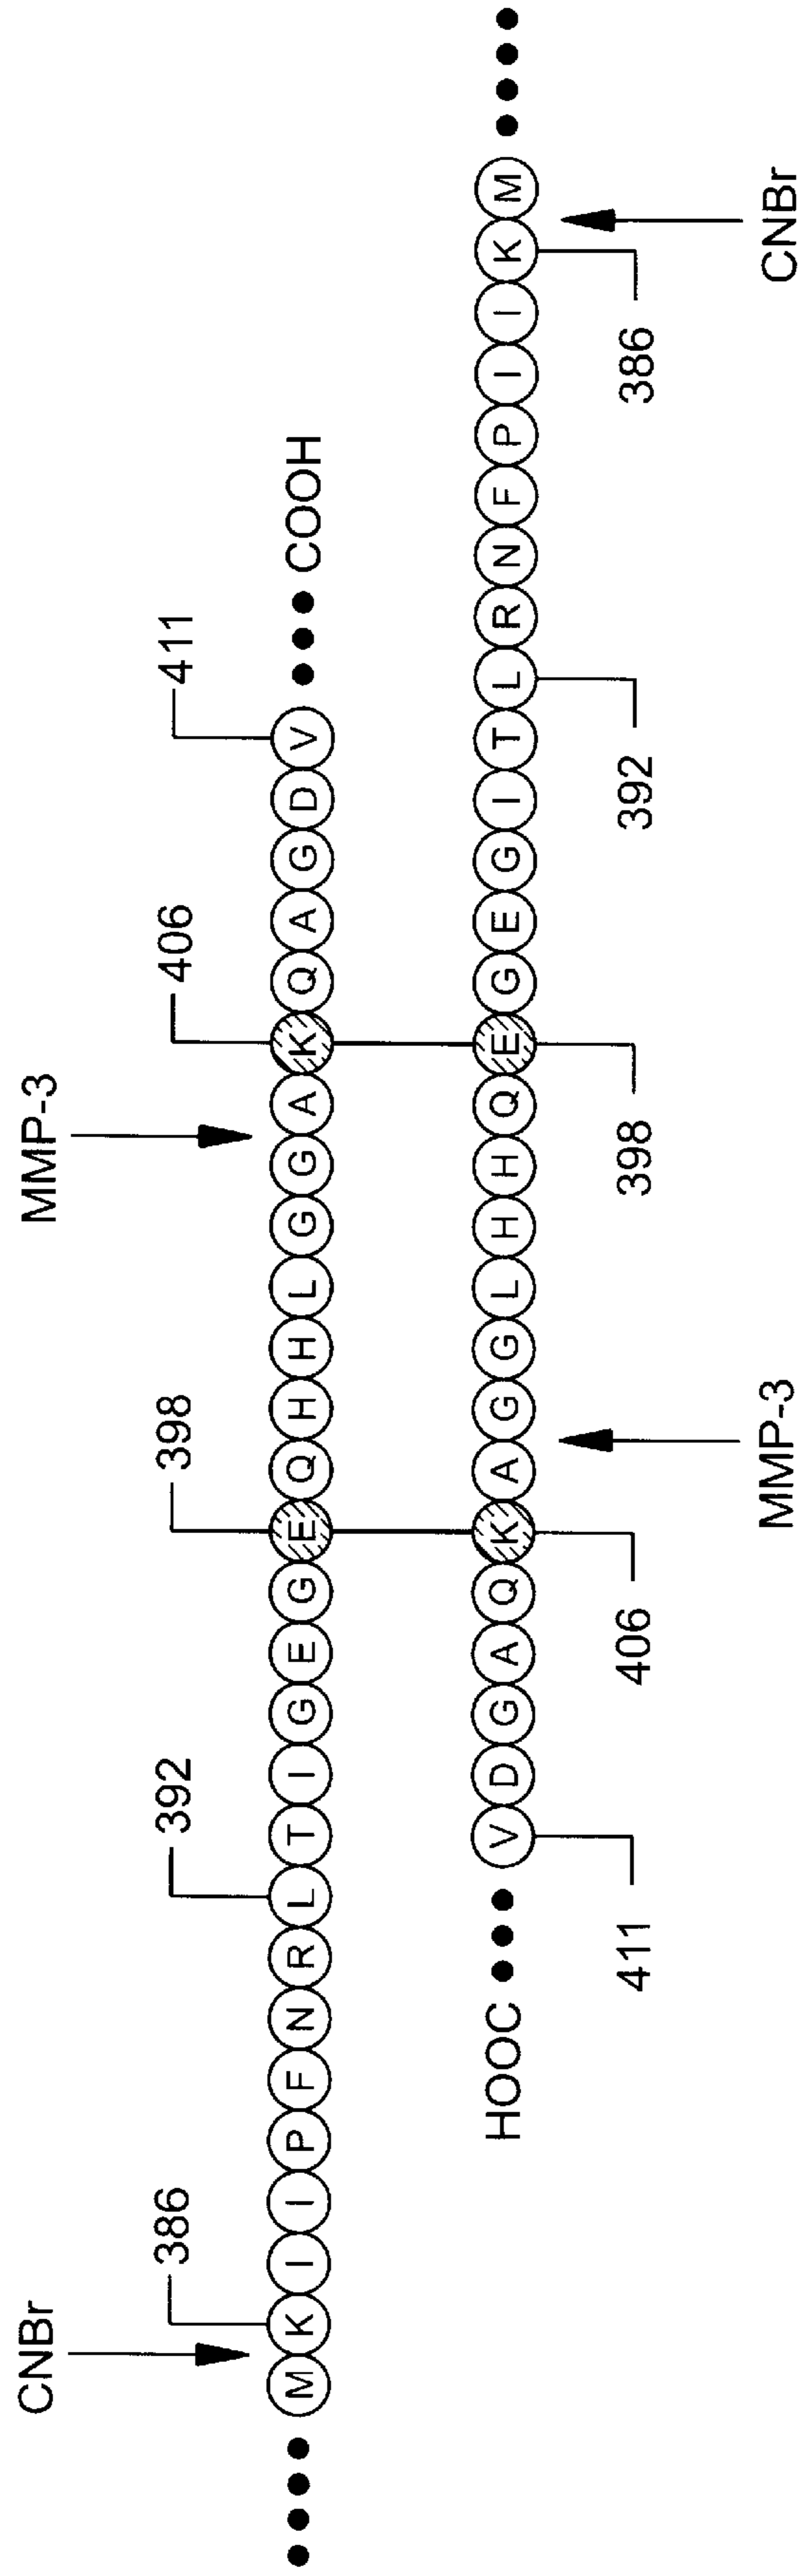 CNBr MMP-3
386 392 398 406 411
M K I I P F N R L T I G E G E Q H H L G G A K Q A G D V COOH
HOOC V D G A Q K A G G L H H Q E G E G I T L R N F P I I K M
411 406 398 392 386
MMP-3 CNBr